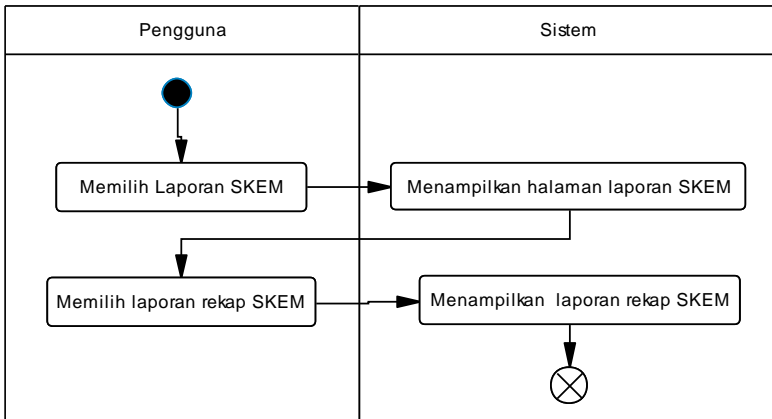 Pengguna
Sistem
Memilih Laporan SKEM
Menampilkan halaman laporan SKEM
Memilih laporan rekap SKEM
Menampilkan laporan rekap SKEM